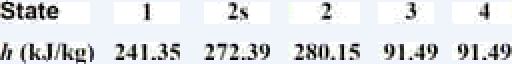 State 1 2s 2 3 4
h (kJ/kg) 241.35 272.39 280.15 91.49 91.49